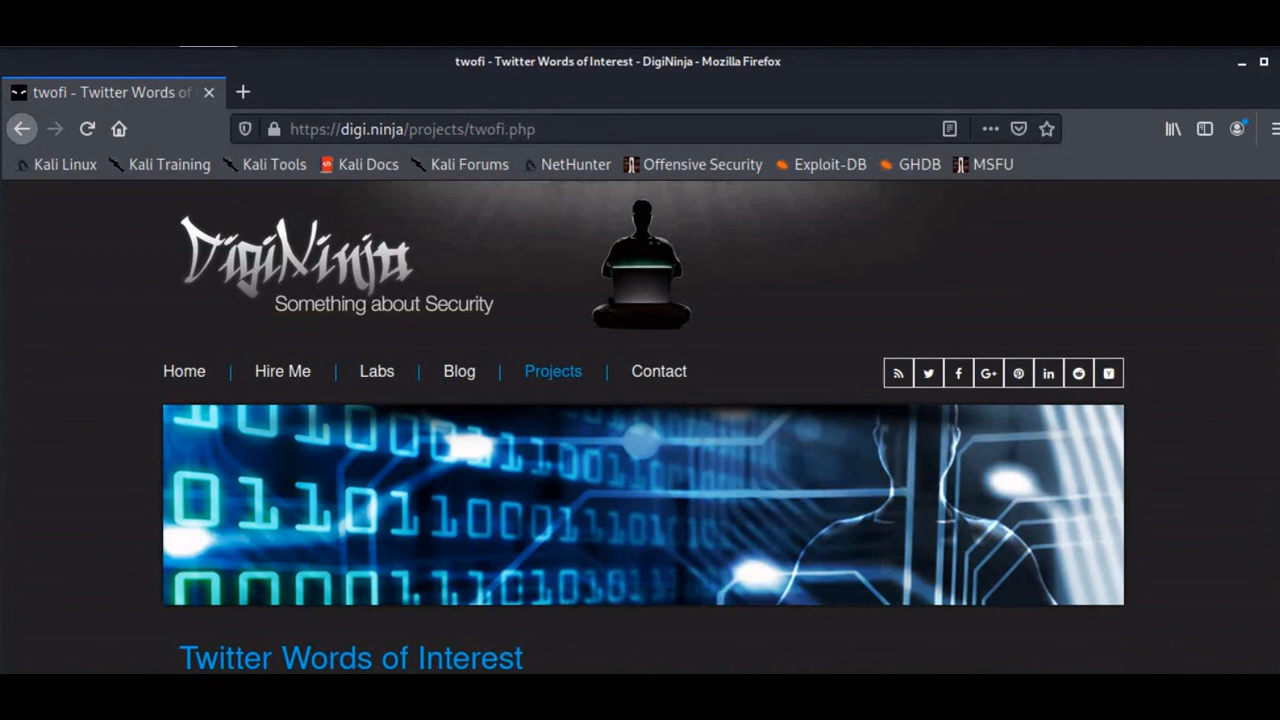 twofi - Twitter Words of Interest - DigiNinja - Mozilla Firefox
twofi - Twitter Words of
https://digi.ninja/projects/twofi.php
Kali Linux Kali Training Kali Tools Kali Docs Kali Forums NetHunter Offensive Security Exploit-DB GHDB MSFU
DigiNinja
Something about Security
Home | Hire Me | Labs | Blog | Projects | Contact
Twitter Words of Interest